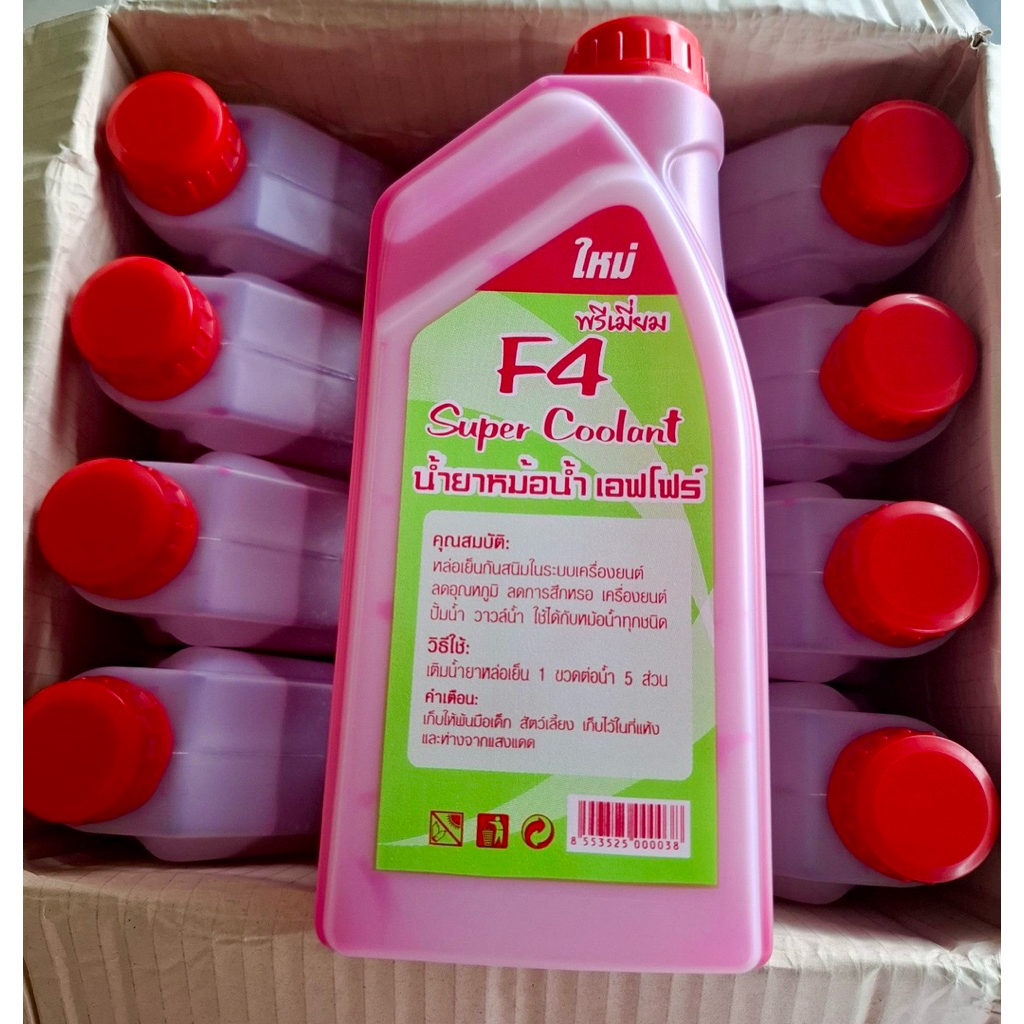 ใหม่
พรีเมี่ยม
F4
Super Coolant
น้ำยาหม้อน้ำ เอฟโฟร์
คุณสมบัติ:
หล่อเย็นกันสนิมในระบบเครื่องยนต์
ลดอุณหภูมิ ลดการสึกหรอ เครื่องยนต์
ปั้มน้ำ วาวล์น้ำ ใช้ได้กับหม้อน้ำทุกชนิด
วิธีใช้:
เติมน้ำยาหล่อเย็น 1 ขวดต่อน้ำ 5 ส่วน
คำเตือน:
เก็บให้พ้นมือเด็ก สัตว์เลี้ยง เก็บไว้ในที่แห้ง
และห่างจากแสงแดด
8 553525 000038